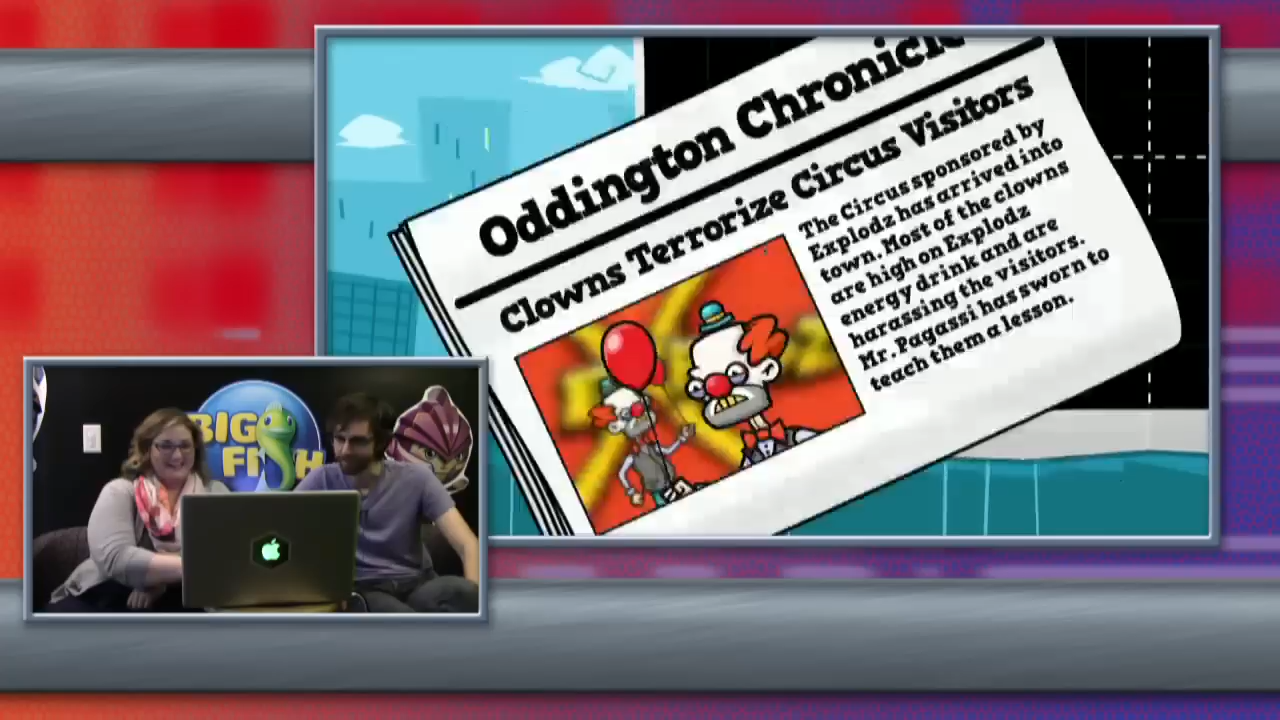 Oddington Chronicle
Clowns Terrorize Circus Visitors
The Circus sponsored by
Explodz has arrived into
town. Most of the clowns
are high on Explodz
energy drink and are
harassing the visitors.
Mr. Pagassi has sworn to
teach them a lesson.
BIG
FISH